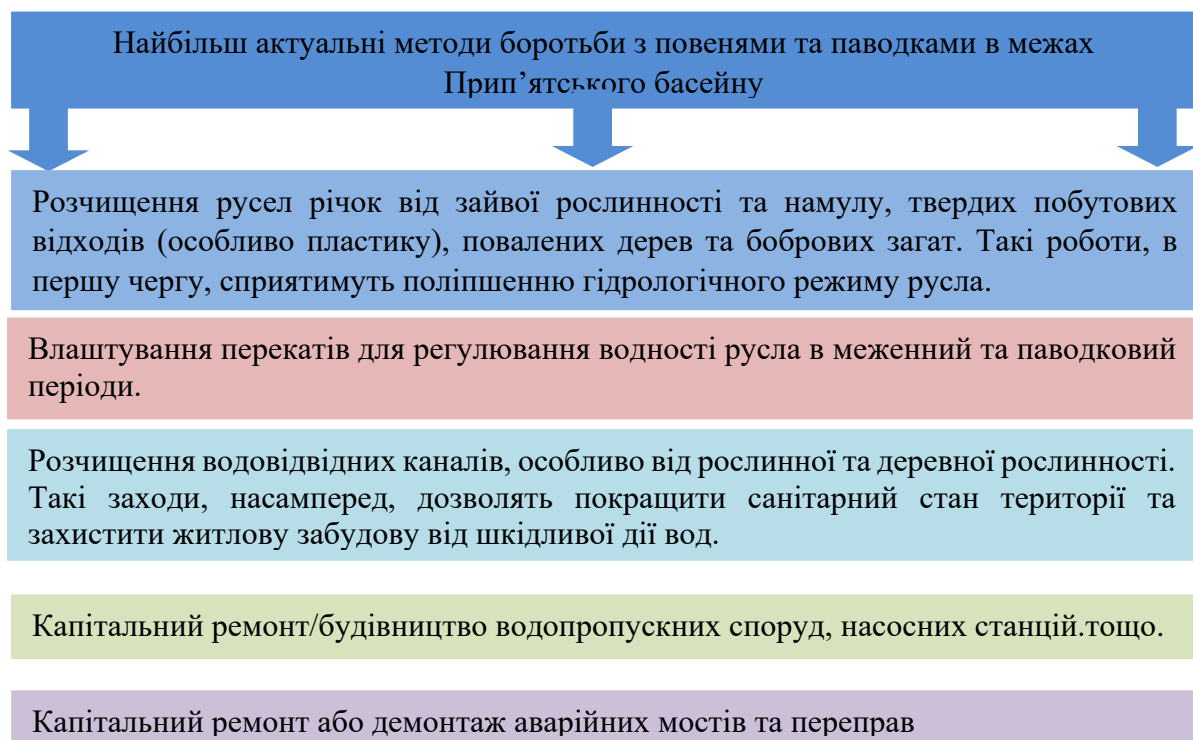 Найбільш актуальні методи боротьби з повенями та паводками в межах
Прип’ятського басейну
Розчищення русел річок від зайвої рослинності та намулу, твердих побутових
відходів (особливо пластику), повалених дерев та бобрових загат. Такі роботи, в
першу чергу, сприятимуть поліпшенню гідрологічного режиму русла.
Влаштування перекатів для регулювання водності русла в меженний та паводковий
періоди.
Розчищення водовідвідних каналів, особливо від рослинної та деревної рослинності.
Такі заходи, насамперед, дозволять покращити санітарний стан території та
захистити житлову забудову від шкідливої дії вод.
Капітальний ремонт/будівництво водопропускних споруд, насосних станцій.тощо.
Капітальний ремонт або демонтаж аварійних мостів та переправ